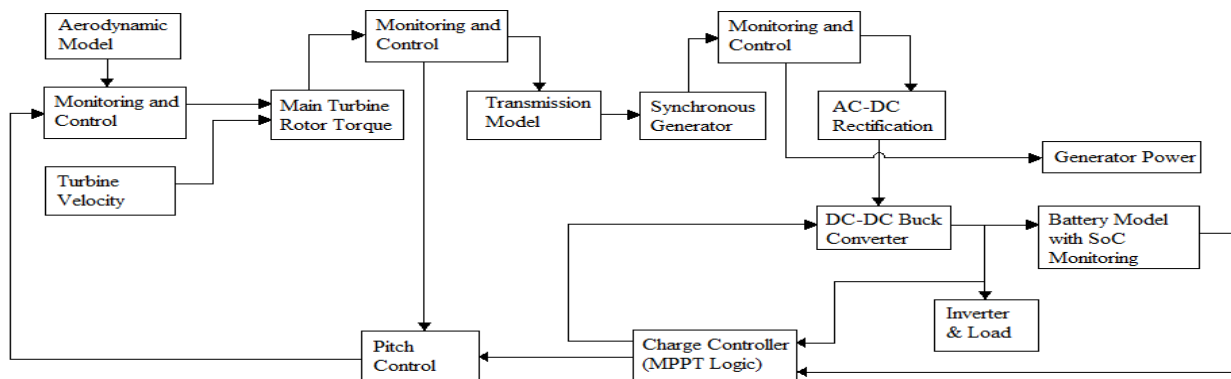 Aerodynamic
Model
Monitoring and
Control
Monitoring and
Control
Monitoring and
Control
Main Turbine
Rotor Torque
Transmission
Model
Synchronous
Generator
AC-DC
Rectification
Generator Power
Turbine
Velocity
DC-DC Buck
Converter
Battery Model
with SoC
Monitoring
Inverter
& Load
Pitch
Control
Charge Controller
(MPPT Logic)